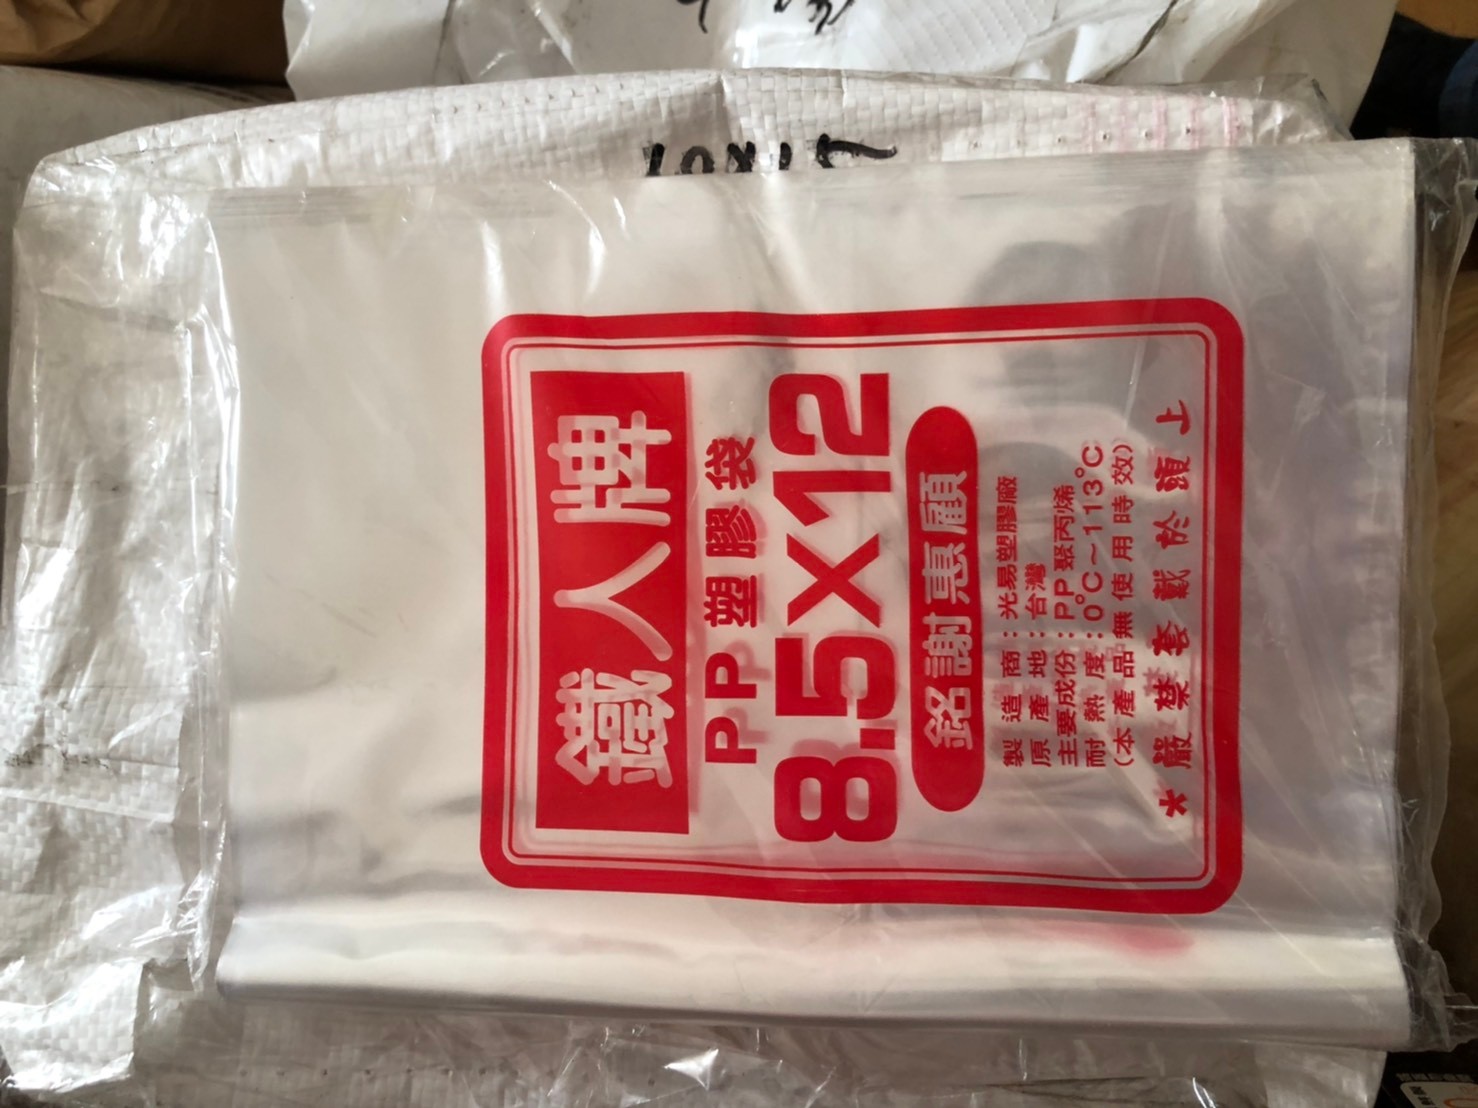 鐵人牌
PP塑膠袋
8.5X12
銘謝惠顧
製造商:光易塑膠廠
原產地:台灣
主要成份:PP聚丙烯
耐熱度:0°C~113°C
(本產品無使用時效)
*嚴禁套戴於頭上